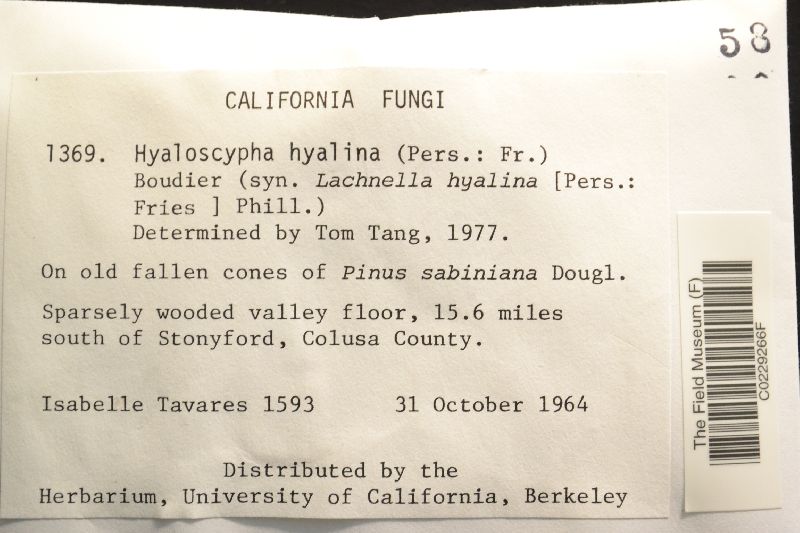 58
CALIFORNIA FUNGI
1369. Hyaloscypha hyalina (Pers.: Fr.)
Boudier (syn. Lachnella hyalina [Pers.:
Fries ] Phill.)
Determined by Tom Tang, 1977.
On old fallen cones of Pinus sabiniana Dougl.
Sparsely wooded valley floor, 15.6 miles
south of Stonyford, Colusa County.
Isabelle Tavares 1593 31 October 1964
Distributed by the
Herbarium, University of California, Berkeley
The Field Museum (F)
C0229266F